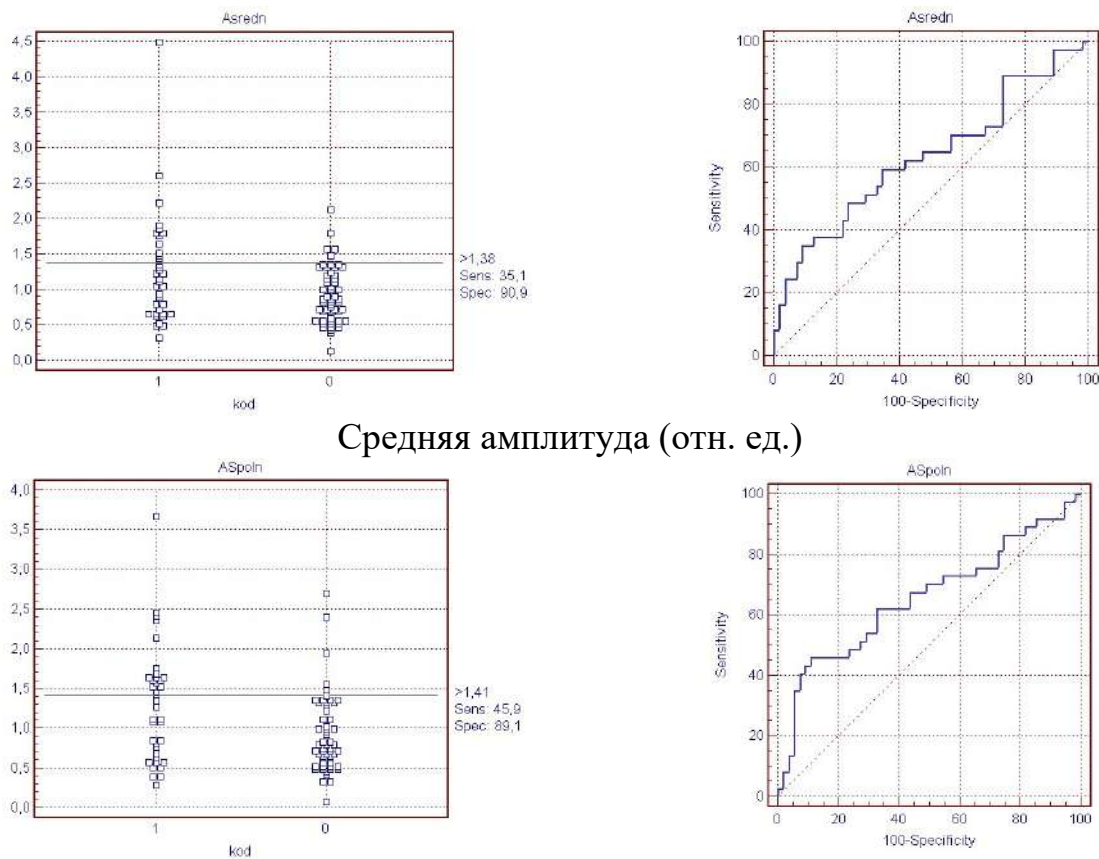 Asredn
4,5
4,0
3,5
3,0
2,5
2,0
1,5
1,0
0,5
0,0
>1,38
Sens: 35,1
Spec: 90,9
1 0
kod
Asredn
100
80
60
40
20
0
Sensitivity
0 20 40 60 80 100
100-Specificity
Средняя амплитуда (отн. ед.)
ASpoln
4,0
3,5
3,0
2,5
2,0
1,5
1,0
0,5
0,0
>1,41
Sens: 45,9
Spec: 89,1
1 0
kod
ASpoln
100
80
60
40
20
0
Sensitivity
0 20 40 60 80 100
100-Specificity